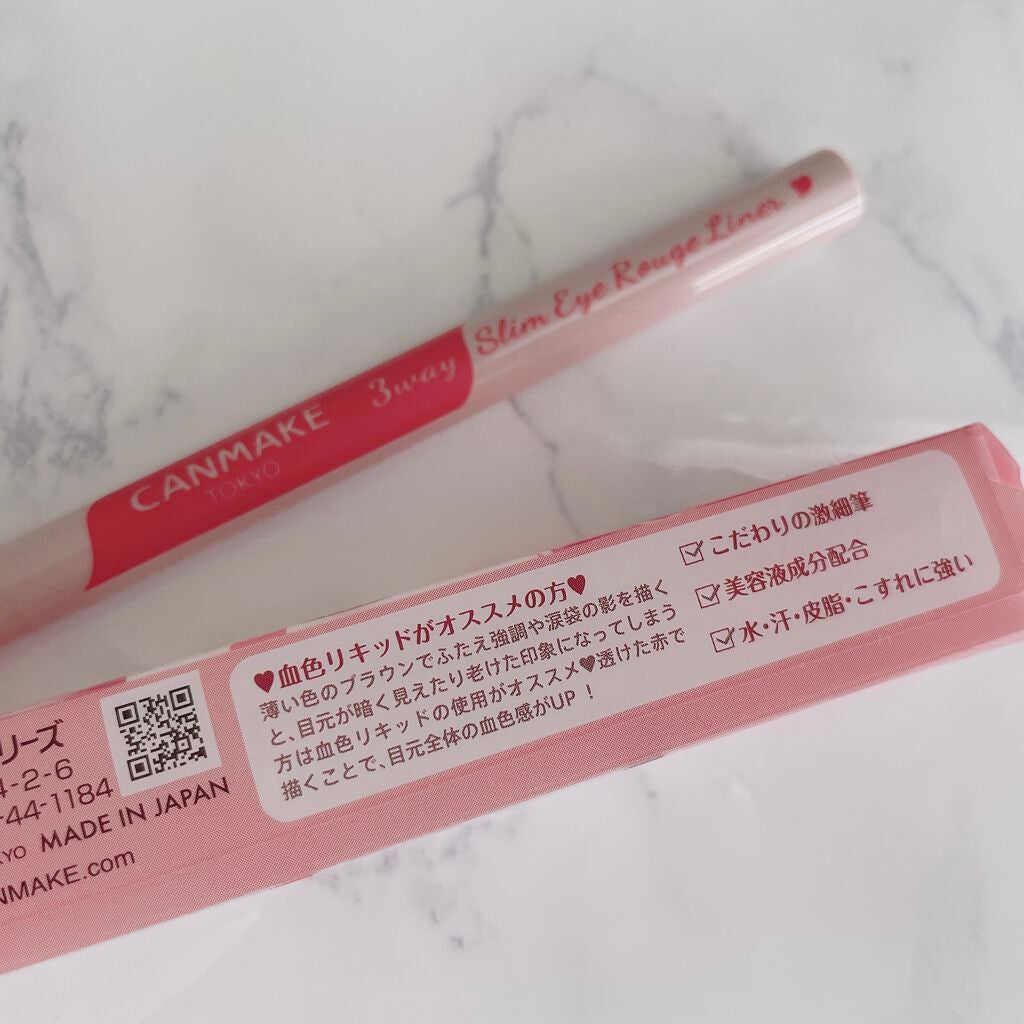 CANMAKE
TOKYO
3way
Slim Eye Rouge Liner ♥
♥血色リキッドがオススメの方♥
薄い色のブラウンでふたえ強調や涙袋の影を描く
と、目元が暗く見えたり老けた印象になってしまう
方は血色リキッドの使用がオススメ♥透けた赤で
描くことで、目元全体の血色感がUP！
☑こだわりの激細筆
☑美容液成分配合
☑水・汗・皮脂・こすれに強い
リーズ
4-2-6
-44-1184
YO MADE IN JAPAN
NMAKE.com